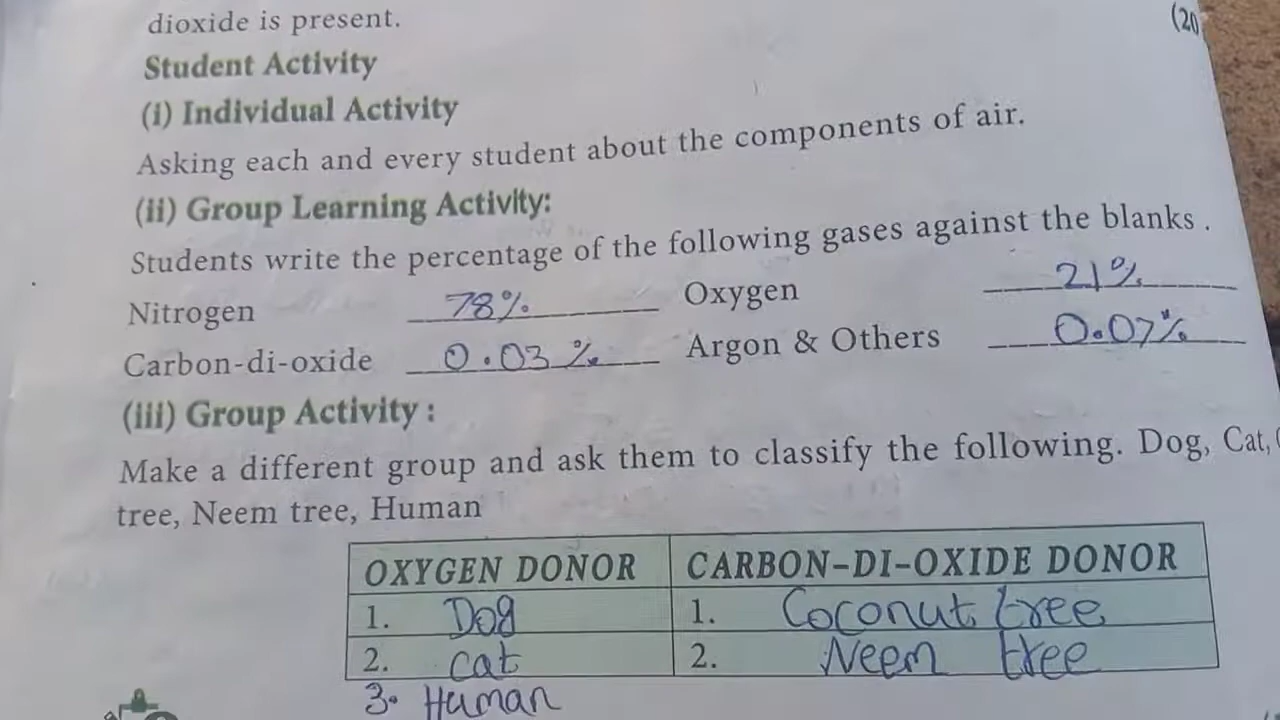 dioxide is present.
(20
Student Activity
(i) Individual Activity
Asking each and every student about the components of air.
(ii) Group Learning Activity:
Students write the percentage of the following gases against the blanks .
Nitrogen 78% Oxygen 21%
Carbon-di-oxide 0.03 % Argon & Others 0.07%
(iii) Group Activity :
Make a different group and ask them to classify the following. Dog, Cat,
tree, Neem tree, Human
OXYGEN DONOR CARBON-DI-OXIDE DONOR
1. Dog 1. Coconut tree
2. cat 2. Neem tree
3. Human